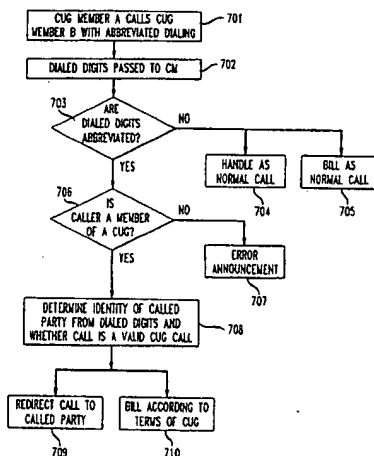 CUG MEMBER A CALLS CUG
MEMBER B WITH ABBREVIATED DIALING
701
DIALED DIGITS PASSED TO CM
702
703
ARE
DIALED DIGITS
ABBREVIATED?
NO
YES
HANDLE AS
NORMAL CALL
704
BILL AS
NORMAL CALL
705
706
IS
CALLER A MEMBER
OF A CUG?
NO
YES
ERROR
ANNOUNCEMENT
707
DETERMINE IDENTITY OF CALLED
PARTY FROM DIALED DIGITS AND
WHETHER CALL IS A VALID CUG CALL
708
REDIRECT CALL TO
CALLED PARTY
709
BILL ACCORDING TO
TERMS OF CUG
710